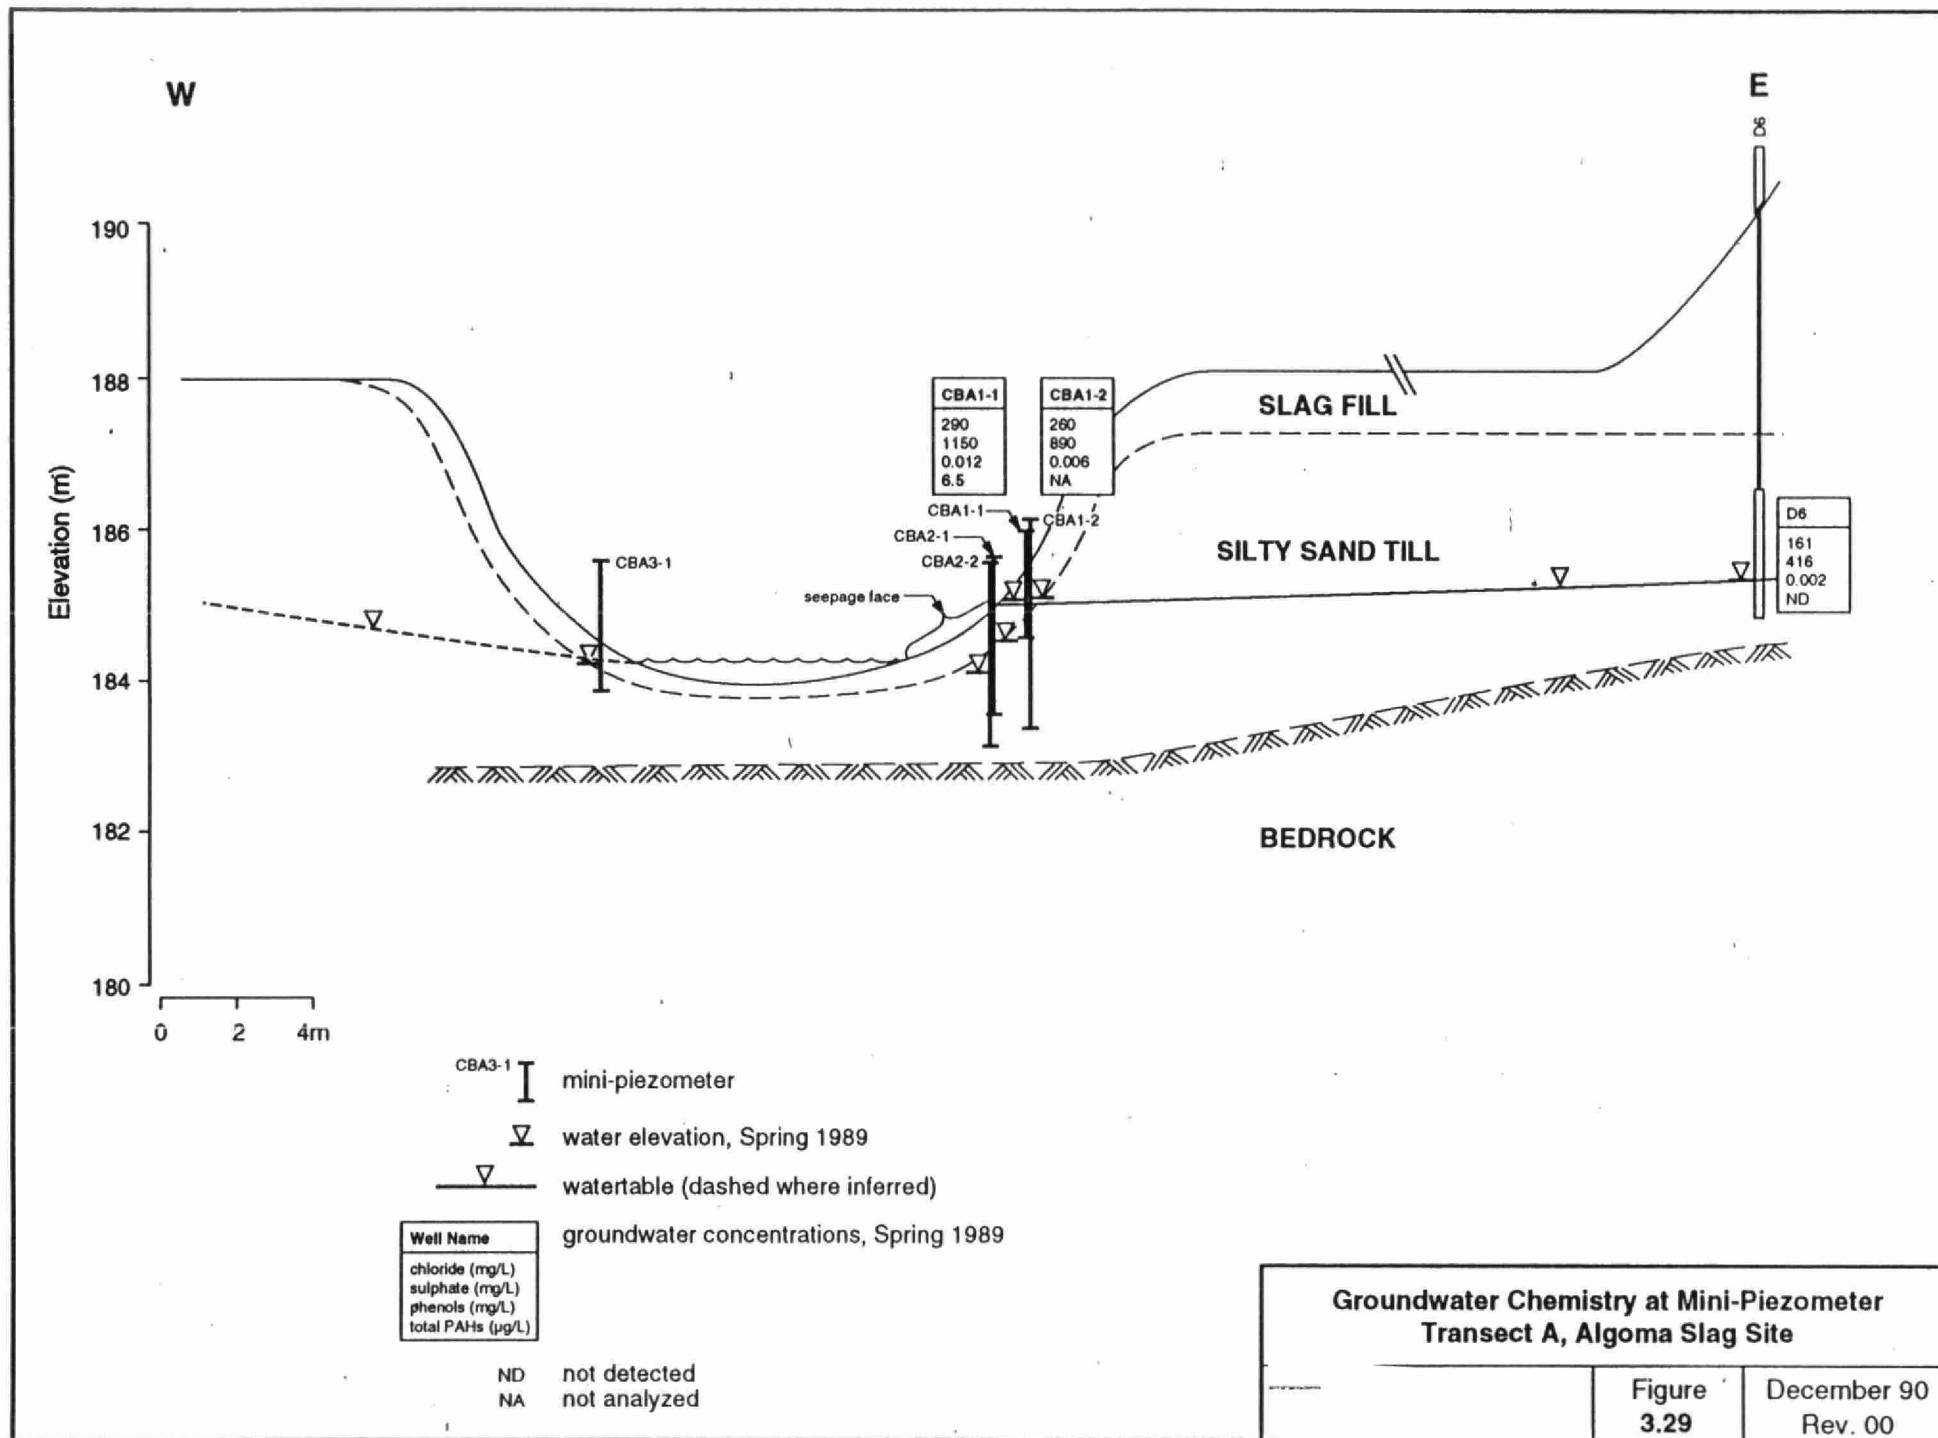 W
E
D6
190
188
186
184
182
180
Elevation (m)
0 2 4m
CBA1-1
290
1150
0.012
6.5
CBA1-2
260
890
0.006
NA
SLAG FILL
CBA1-1
CBA1-2
CBA2-1
CBA2-2
CBA3-1
seepage face
SILTY SAND TILL
D6
161
416
0.002
ND
BEDROCK
CBA3-1
mini-piezometer
water elevation, Spring 1989
watertable (dashed where inferred)
Well Name
chloride (mg/L)
sulphate (mg/L)
phenols (mg/L)
total PAHs (µg/L)
groundwater concentrations, Spring 1989
ND not detected
NA not analyzed
Groundwater Chemistry at Mini-Piezometer
Transect A, Algoma Slag Site
Figure
3.29
December 90
Rev. 00